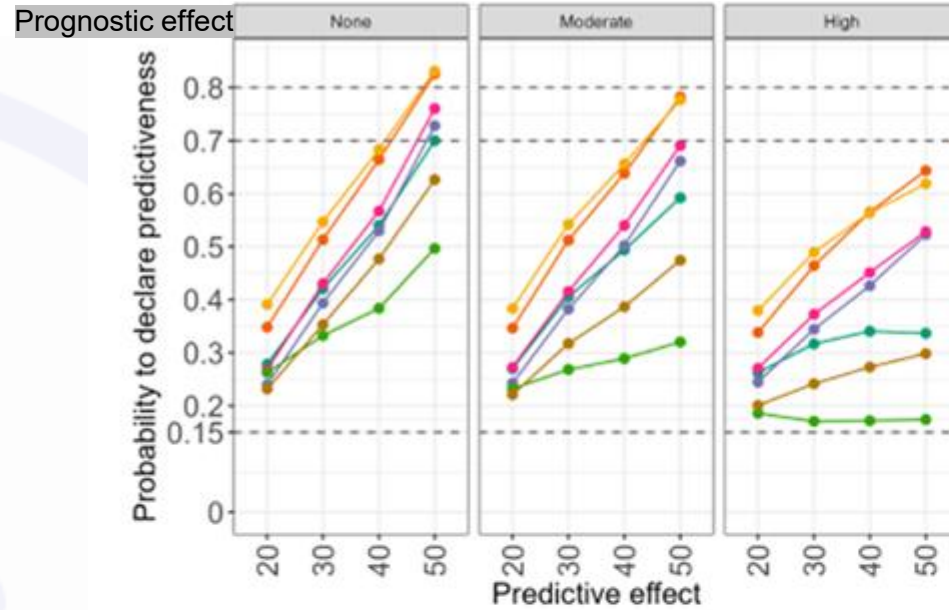 Prognostic effect
None
Moderate
High
Probability to declare predictiveness
0.8
0.7
0.6
0.5
0.4
0.3
0.2
0.15
0
20 30 40 50
20 30 40 50
20 30 40 50
Predictive effect